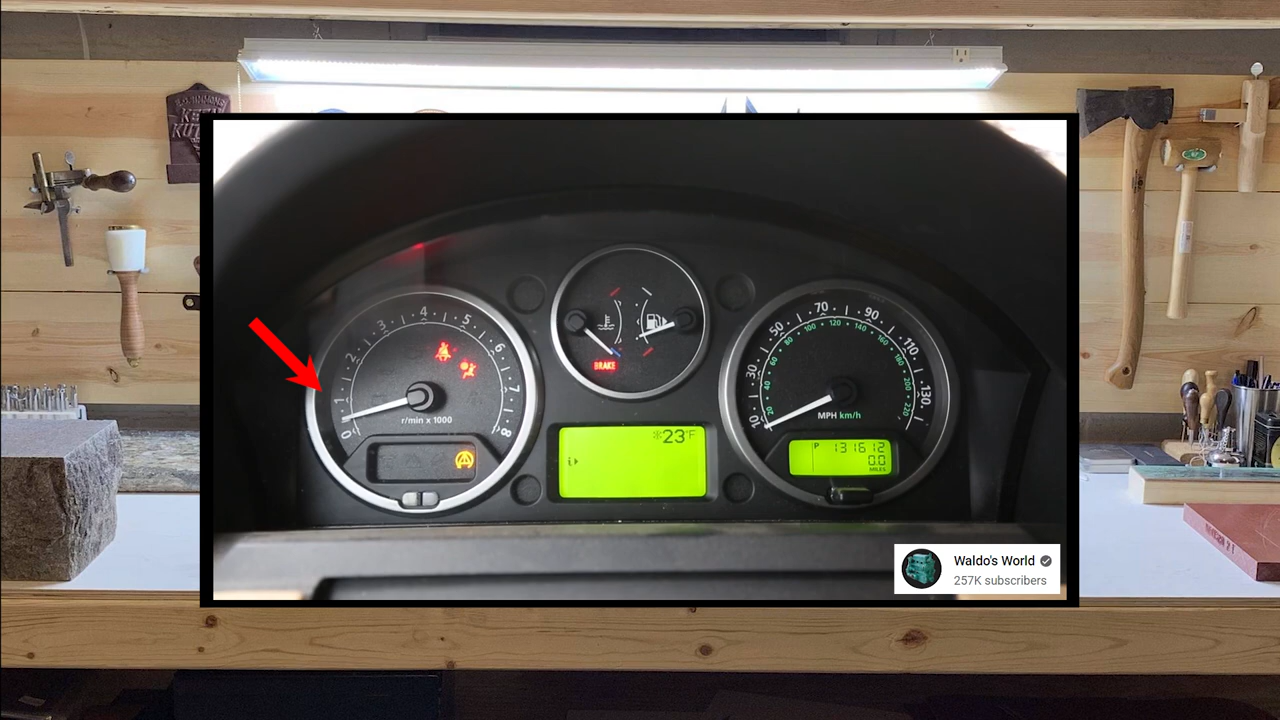 KEEN
KUTTER
4
3
5
2
6
1
7
0
8
r/min x 1000
BRAKE
*23°F
i
70
50
90
30
110
10
130
100
120
140
80
160
60
180
40
200
20
220
MPH km/h
P 131612
0.0
MILES
Waldo's World
257K subscribers